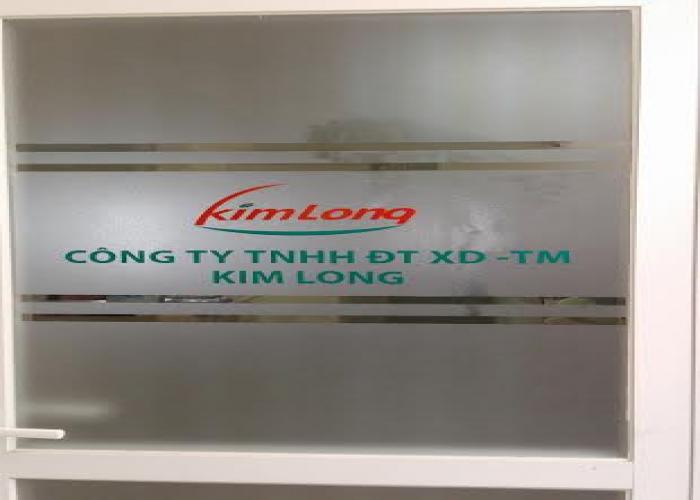 KimLong
CÔNG TY TNHH ĐT XD -TM
KIM LONG